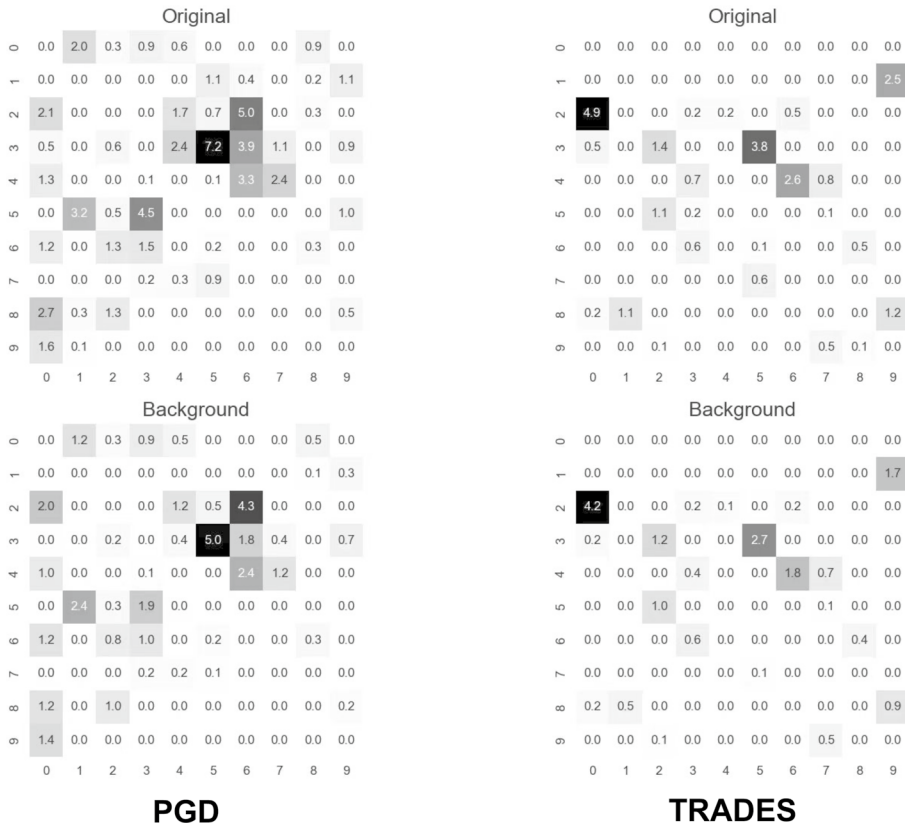 Original
0 0.0 2.0 0.3 0.9 0.6 0.0 0.0 0.0 0.9 0.0
1 0.0 0.0 0.0 0.0 0.0 1.1 0.4 0.0 0.2 1.1
2 2.1 0.0 0.0 0.0 1.7 0.7 5.0 0.0 0.3 0.0
3 0.5 0.0 0.6 0.0 2.4 7.2 3.9 1.1 0.0 0.9
4 1.3 0.0 0.0 0.1 0.0 0.1 3.3 2.4 0.0 0.0
5 0.0 3.2 0.5 4.5 0.0 0.0 0.0 0.0 0.0 1.0
6 1.2 0.0 1.3 1.5 0.0 0.2 0.0 0.0 0.3 0.0
7 0.0 0.0 0.0 0.2 0.3 0.9 0.0 0.0 0.0 0.0
8 2.7 0.3 1.3 0.0 0.0 0.0 0.0 0.0 0.0 0.5
9 1.6 0.1 0.0 0.0 0.0 0.0 0.0 0.0 0.0 0.0
0 1 2 3 4 5 6 7 8 9
Background
0 0.0 1.2 0.3 0.9 0.5 0.0 0.0 0.0 0.5 0.0
1 0.0 0.0 0.0 0.0 0.0 0.0 0.0 0.0 0.1 0.3
2 2.0 0.0 0.0 0.0 1.2 0.5 4.3 0.0 0.0 0.0
3 0.0 0.0 0.2 0.0 0.4 5.0 1.8 0.4 0.0 0.7
4 1.0 0.0 0.0 0.1 0.0 0.0 2.4 1.2 0.0 0.0
5 0.0 2.4 0.3 1.9 0.0 0.0 0.0 0.0 0.0 0.0
6 1.2 0.0 0.8 1.0 0.0 0.2 0.0 0.0 0.3 0.0
7 0.0 0.0 0.0 0.2 0.2 0.1 0.0 0.0 0.0 0.0
8 1.2 0.0 1.0 0.0 0.0 0.0 0.0 0.0 0.0 0.2
9 1.4 0.0 0.0 0.0 0.0 0.0 0.0 0.0 0.0 0.0
0 1 2 3 4 5 6 7 8 9
PGD
Original
0 0.0 0.0 0.0 0.0 0.0 0.0 0.0 0.0 0.0 0.0
1 0.0 0.0 0.0 0.0 0.0 0.0 0.0 0.0 0.0 2.5
2 4.9 0.0 0.0 0.2 0.2 0.0 0.5 0.0 0.0 0.0
3 0.5 0.0 1.4 0.0 0.0 3.8 0.0 0.0 0.0 0.0
4 0.0 0.0 0.0 0.7 0.0 0.0 2.6 0.8 0.0 0.0
5 0.0 0.0 1.1 0.2 0.0 0.0 0.0 0.1 0.0 0.0
6 0.0 0.0 0.0 0.6 0.0 0.1 0.0 0.0 0.5 0.0
7 0.0 0.0 0.0 0.0 0.0 0.6 0.0 0.0 0.0 0.0
8 0.2 1.1 0.0 0.0 0.0 0.0 0.0 0.0 0.0 1.2
9 0.0 0.0 0.1 0.0 0.0 0.0 0.0 0.5 0.1 0.0
0 1 2 3 4 5 6 7 8 9
Background
0 0.0 0.0 0.0 0.0 0.0 0.0 0.0 0.0 0.0 0.0
1 0.0 0.0 0.0 0.0 0.0 0.0 0.0 0.0 0.0 1.7
2 4.2 0.0 0.0 0.2 0.1 0.0 0.2 0.0 0.0 0.0
3 0.2 0.0 1.2 0.0 0.0 2.7 0.0 0.0 0.0 0.0
4 0.0 0.0 0.0 0.4 0.0 0.0 1.8 0.7 0.0 0.0
5 0.0 0.0 1.0 0.0 0.0 0.0 0.0 0.1 0.0 0.0
6 0.0 0.0 0.0 0.6 0.0 0.0 0.0 0.0 0.4 0.0
7 0.0 0.0 0.0 0.0 0.0 0.1 0.0 0.0 0.0 0.0
8 0.2 0.5 0.0 0.0 0.0 0.0 0.0 0.0 0.0 0.9
9 0.0 0.0 0.1 0.0 0.0 0.0 0.0 0.5 0.0 0.0
0 1 2 3 4 5 6 7 8 9
TRADES